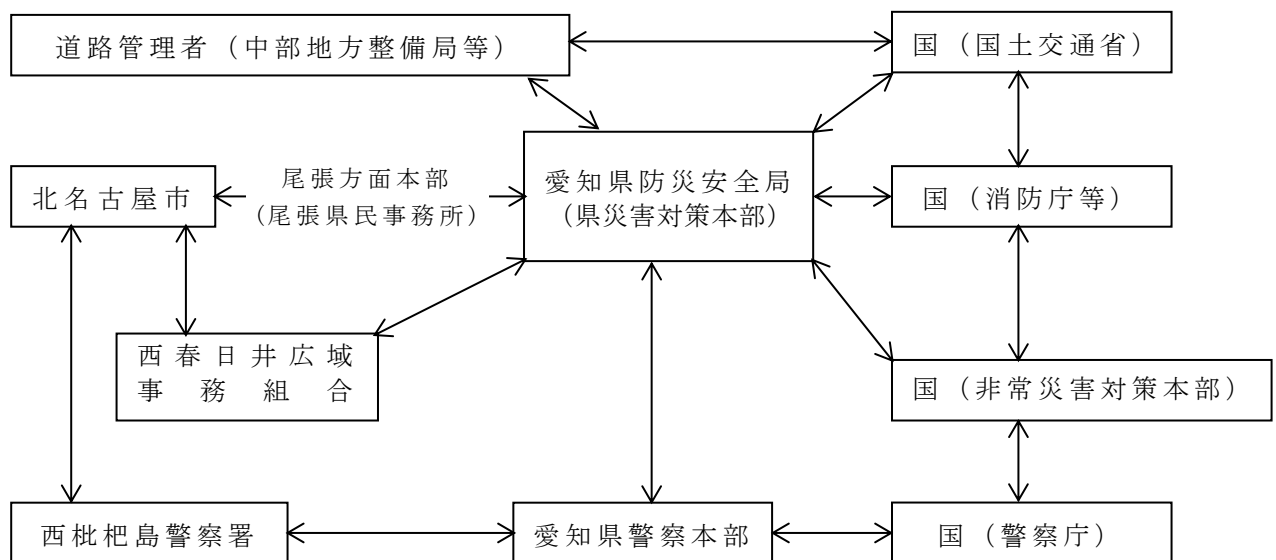 道路管理者（中部地方整備局等）
国（国土交通省）
北名古屋市
尾張方面本部
（尾張県民事務所）
愛知県防災安全局
（県災害対策本部）
国（消防庁等）
西春日井広域
事務組合
国（非常災害対策本部）
西枇杷島警察署
愛知県警察本部
国（警察庁）